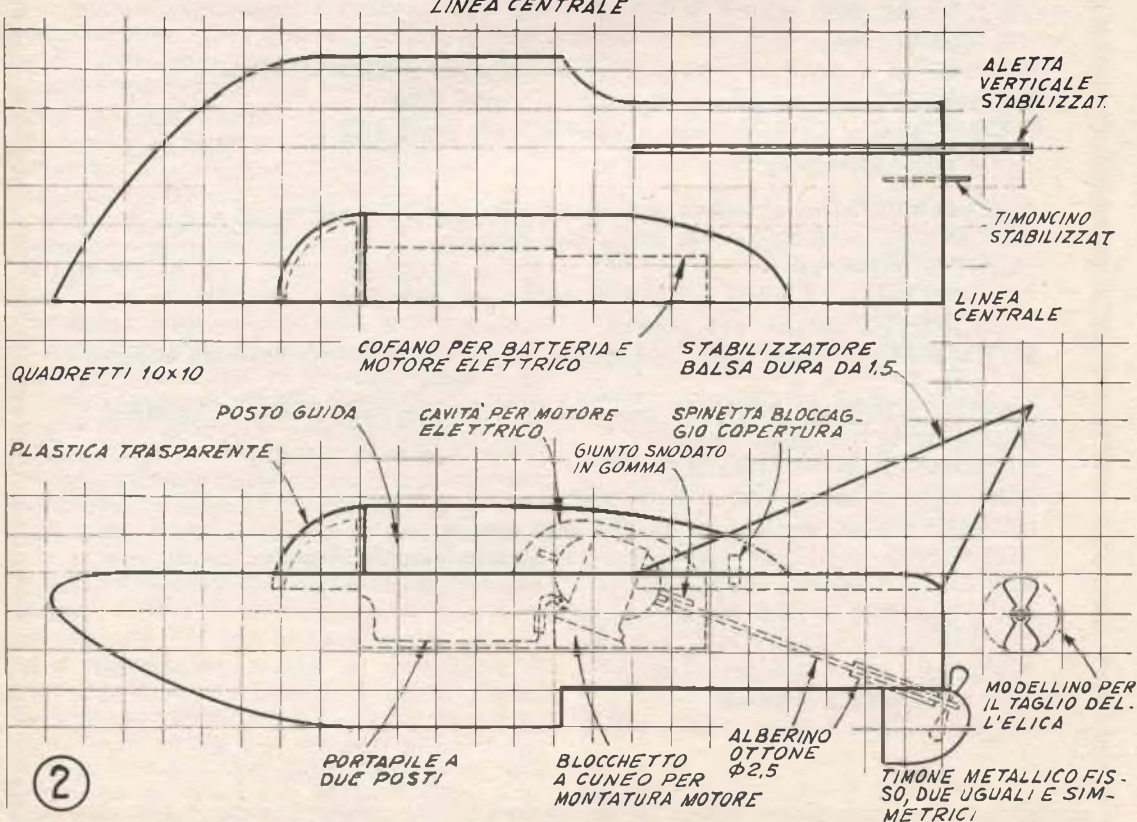 LINEA CENTRALE
ALETTA
VERTICALE
STABILIZZAT.
TIMONCINO
STABILIZZAT
LINEA
CENTRALE
COFANO PER BATTERIA E
MOTORE ELETTRICO
STABILIZZATORE
BALSA DURA DA 1,5
QUADRETTI 10x10
POSTO GUIDA
CAVITA' PER MOTORE
ELETTRICO
SPINETTA BLOCCAG-
GIO COPERTURA
PLASTICA TRASPARENTE
GIUNTO SNODATO
IN GOMMA
MODELLINO PER
IL TAGLIO DEL-
L'ELICA
PORTAPILE A
DUE POSTI
BLOCCHETTO
A CUNEO PER
MONTATURA MOTORE
ALBERINO
OTTONE
Φ2,5
TIMONE METALLICO FIS-
SO, DUE UGUALI E SIM-
METRICI
2